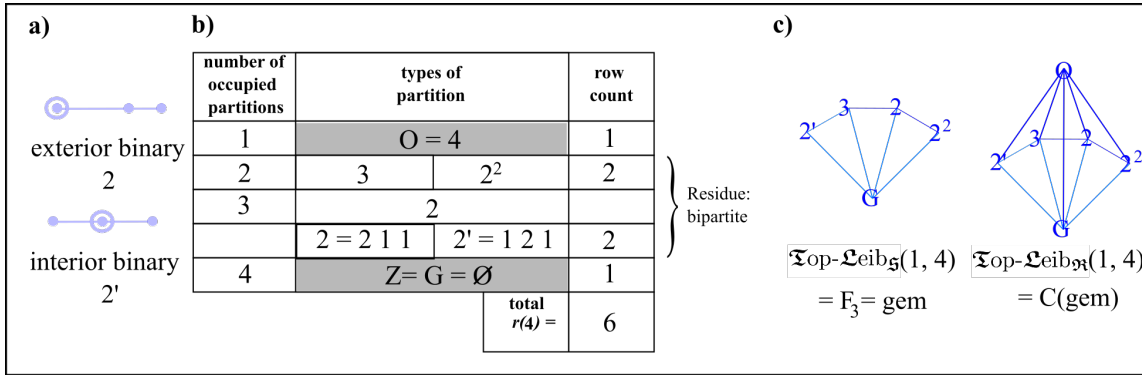 a)
exterior binary
2
interior binary
2'
b)
number of occupied partitions | types of partition | row count
1 | O = 4 | 1
2 | 3 | 2² | 2
3 | 2
2 = 2 1 1 | 2' = 1 2 1 | 2
4 | Z= G = Ø | 1
total r(4) = | 6
Residue:
bipartite
c)
3 2
2' 2²
G
𝕿op-𝕷eib𝕾(1, 4)
= F₃= gem
O
3 2
2' 2²
G
𝕿op-𝕷eibℜ(1, 4)
= C(gem)